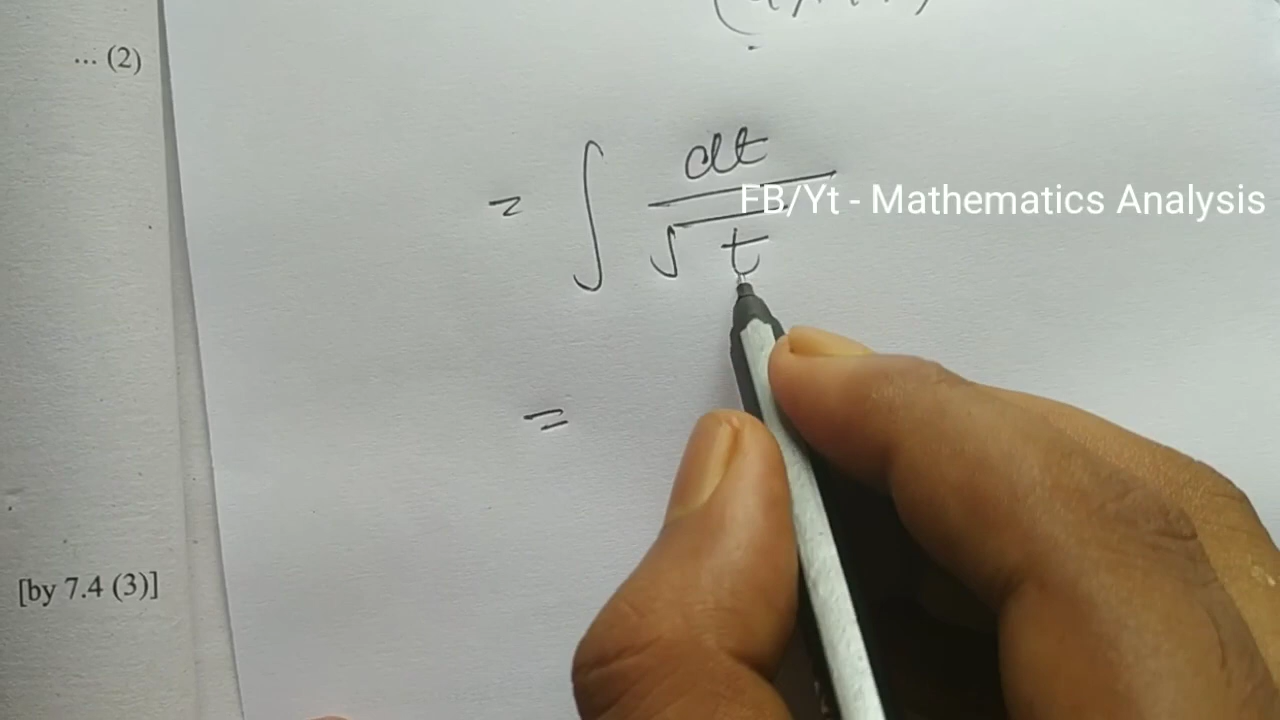 ... (2)
= ∫ dt / √t
FB/Yt - Mathematics Analysis
=
[by 7.4 (3)]